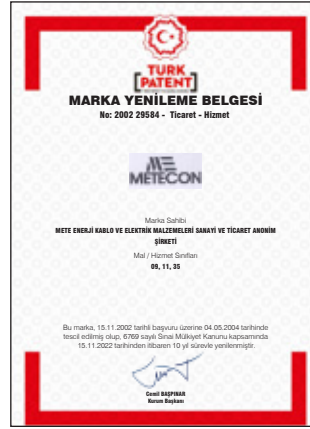 TÜRK
PATENT
MARKA YENİLEME BELGESİ
No: 2002 29584 - Ticaret - Hizmet
METECON
Marka Sahibi
METE ENERJİ KABLO VE ELEKTRİK MALZEMELERİ SANAYİ VE TİCARET ANONİM
ŞİRKETİ
Mal / Hizmet Sınıfları
09, 11, 35
Bu marka, 15.11.2002 tarihli başvuru üzerine 04.05.2004 tarihinde
tescil edilmiş olup, 6769 sayılı Sınai Mülkiyet Kanunu kapsamında
15.11.2022 tarihinden itibaren 10 yıl süreyle yenilenmiştir.
Cemil BAŞPINAR
Kurum Başkanı